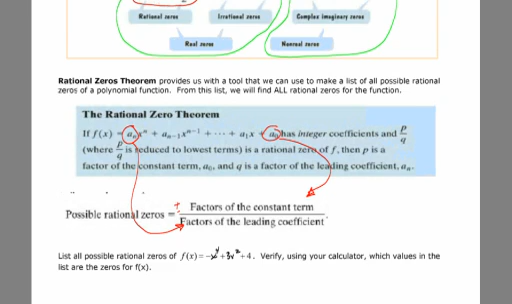 Rational zeros
Irrational zeros
Complex imaginary zeros
Real zeros
Nonreal zeros
Rational Zeros Theorem provides us with a tool that we can use to make a list of all possible rational
zeros of a polynomial function. From this list, we will find ALL rational zeros for the function.
The Rational Zero Theorem
If f(x) = aₙxⁿ + aₙ₋₁xⁿ⁻¹ + ··· + a₁x + a₀ has integer coefficients and p/q
(where p/q is reduced to lowest terms) is a rational zero of f, then p is a
factor of the constant term, a₀, and q is a factor of the leading coefficient, aₙ.
Possible rational zeros = ± Factors of the constant term / Factors of the leading coefficient.
List all possible rational zeros of f(x) = -x⁴+3x²+4. Verify, using your calculator, which values in the
list are the zeros for f(x).